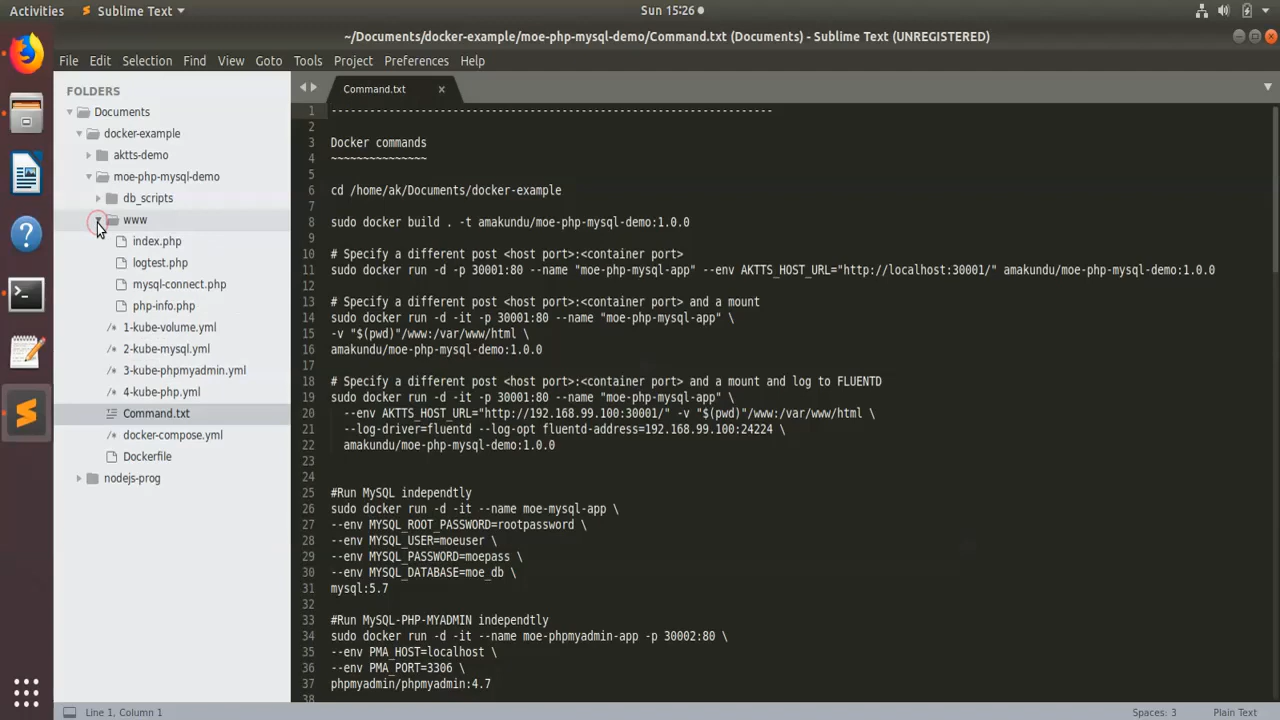 Activities
Sublime Text
Sun 15:26
~/Documents/docker-example/moe-php-mysql-demo/Command.txt (Documents) - Sublime Text (UNREGISTERED)
File Edit Selection Find View Goto Tools Project Preferences Help
FOLDERS
Documents
docker-example
aktts-demo
moe-php-mysql-demo
db_scripts
www
index.php
logtest.php
mysql-connect.php
php-info.php
/* 1-kube-volume.yml
/* 2-kube-mysql.yml
/* 3-kube-phpmyadmin.yml
/* 4-kube-php.yml
Command.txt
/* docker-compose.yml
Dockerfile
nodejs-prog
Command.txt
1 ---------------------------------------------------------------------
2
3 Docker commands
4 ~~~~~~~~~~~~~~~
5
6 cd /home/ak/Documents/docker-example
7
8 sudo docker build . -t amakundu/moe-php-mysql-demo:1.0.0
9
10 # Specify a different post <host port>:<container port>
11 sudo docker run -d -p 30001:80 --name "moe-php-mysql-app" --env AKTTS_HOST_URL="http://localhost:30001/" amakundu/moe-php-mysql-demo:1.0.0
12
13 # Specify a different post <host port>:<container port> and a mount
14 sudo docker run -d -it -p 30001:80 --name "moe-php-mysql-app" \
15 -v "$(pwd)"/www:/var/www/html \
16 amakundu/moe-php-mysql-demo:1.0.0
17
18 # Specify a different post <host port>:<container port> and a mount and log to FLUENTD
19 sudo docker run -d -it -p 30001:80 --name "moe-php-mysql-app" \
20 --env AKTTS_HOST_URL="http://192.168.99.100:30001/" -v "$(pwd)"/www:/var/www/html \
21 --log-driver=fluentd --log-opt fluentd-address=192.168.99.100:24224 \
22 amakundu/moe-php-mysql-demo:1.0.0
23
24
25 #Run MySQL independtly
26 sudo docker run -d -it --name moe-mysql-app \
27 --env MYSQL_ROOT_PASSWORD=rootpassword \
28 --env MYSQL_USER=moeuser \
29 --env MYSQL_PASSWORD=moepass \
30 --env MYSQL_DATABASE=moe_db \
31 mysql:5.7
32
33 #Run MySQL-PHP-MYADMIN independtly
34 sudo docker run -d -it --name moe-phpmyadmin-app -p 30002:80 \
35 --env PMA_HOST=localhost \
36 --env PMA_PORT=3306 \
37 phpmyadmin/phpmyadmin:4.7
38
Line 1, Column 1
Spaces: 3
Plain Text